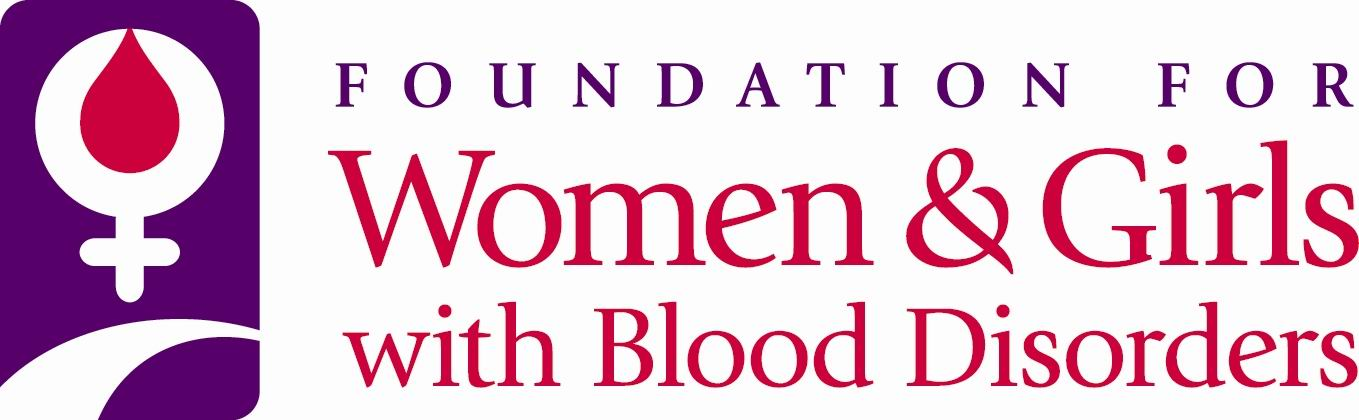 FOUNDATION FOR
Women & Girls
with Blood Disorders